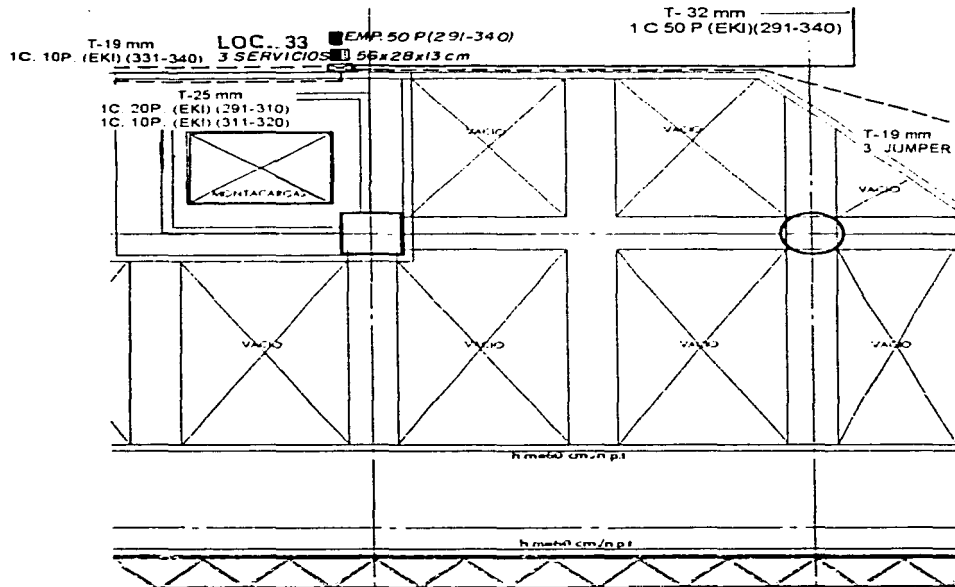 T- 32 mm
1 C 50 P (EKI)(291-340)
EMP. 50 P (291-340)
LOC.. 33
3 SERVICIOS
56x28x13 cm
T-19 mm
1C. 10P. (EKI) (331-340)
T-25 mm
1C. 20P. (EKI) (291-310)
1C. 10P. (EKI) (311-320)
T-19 mm
3 JUMPER
VACIO
VACIO
VACIO
MONTACARGAS
VACIO
VACIO
VACIO
VACIO